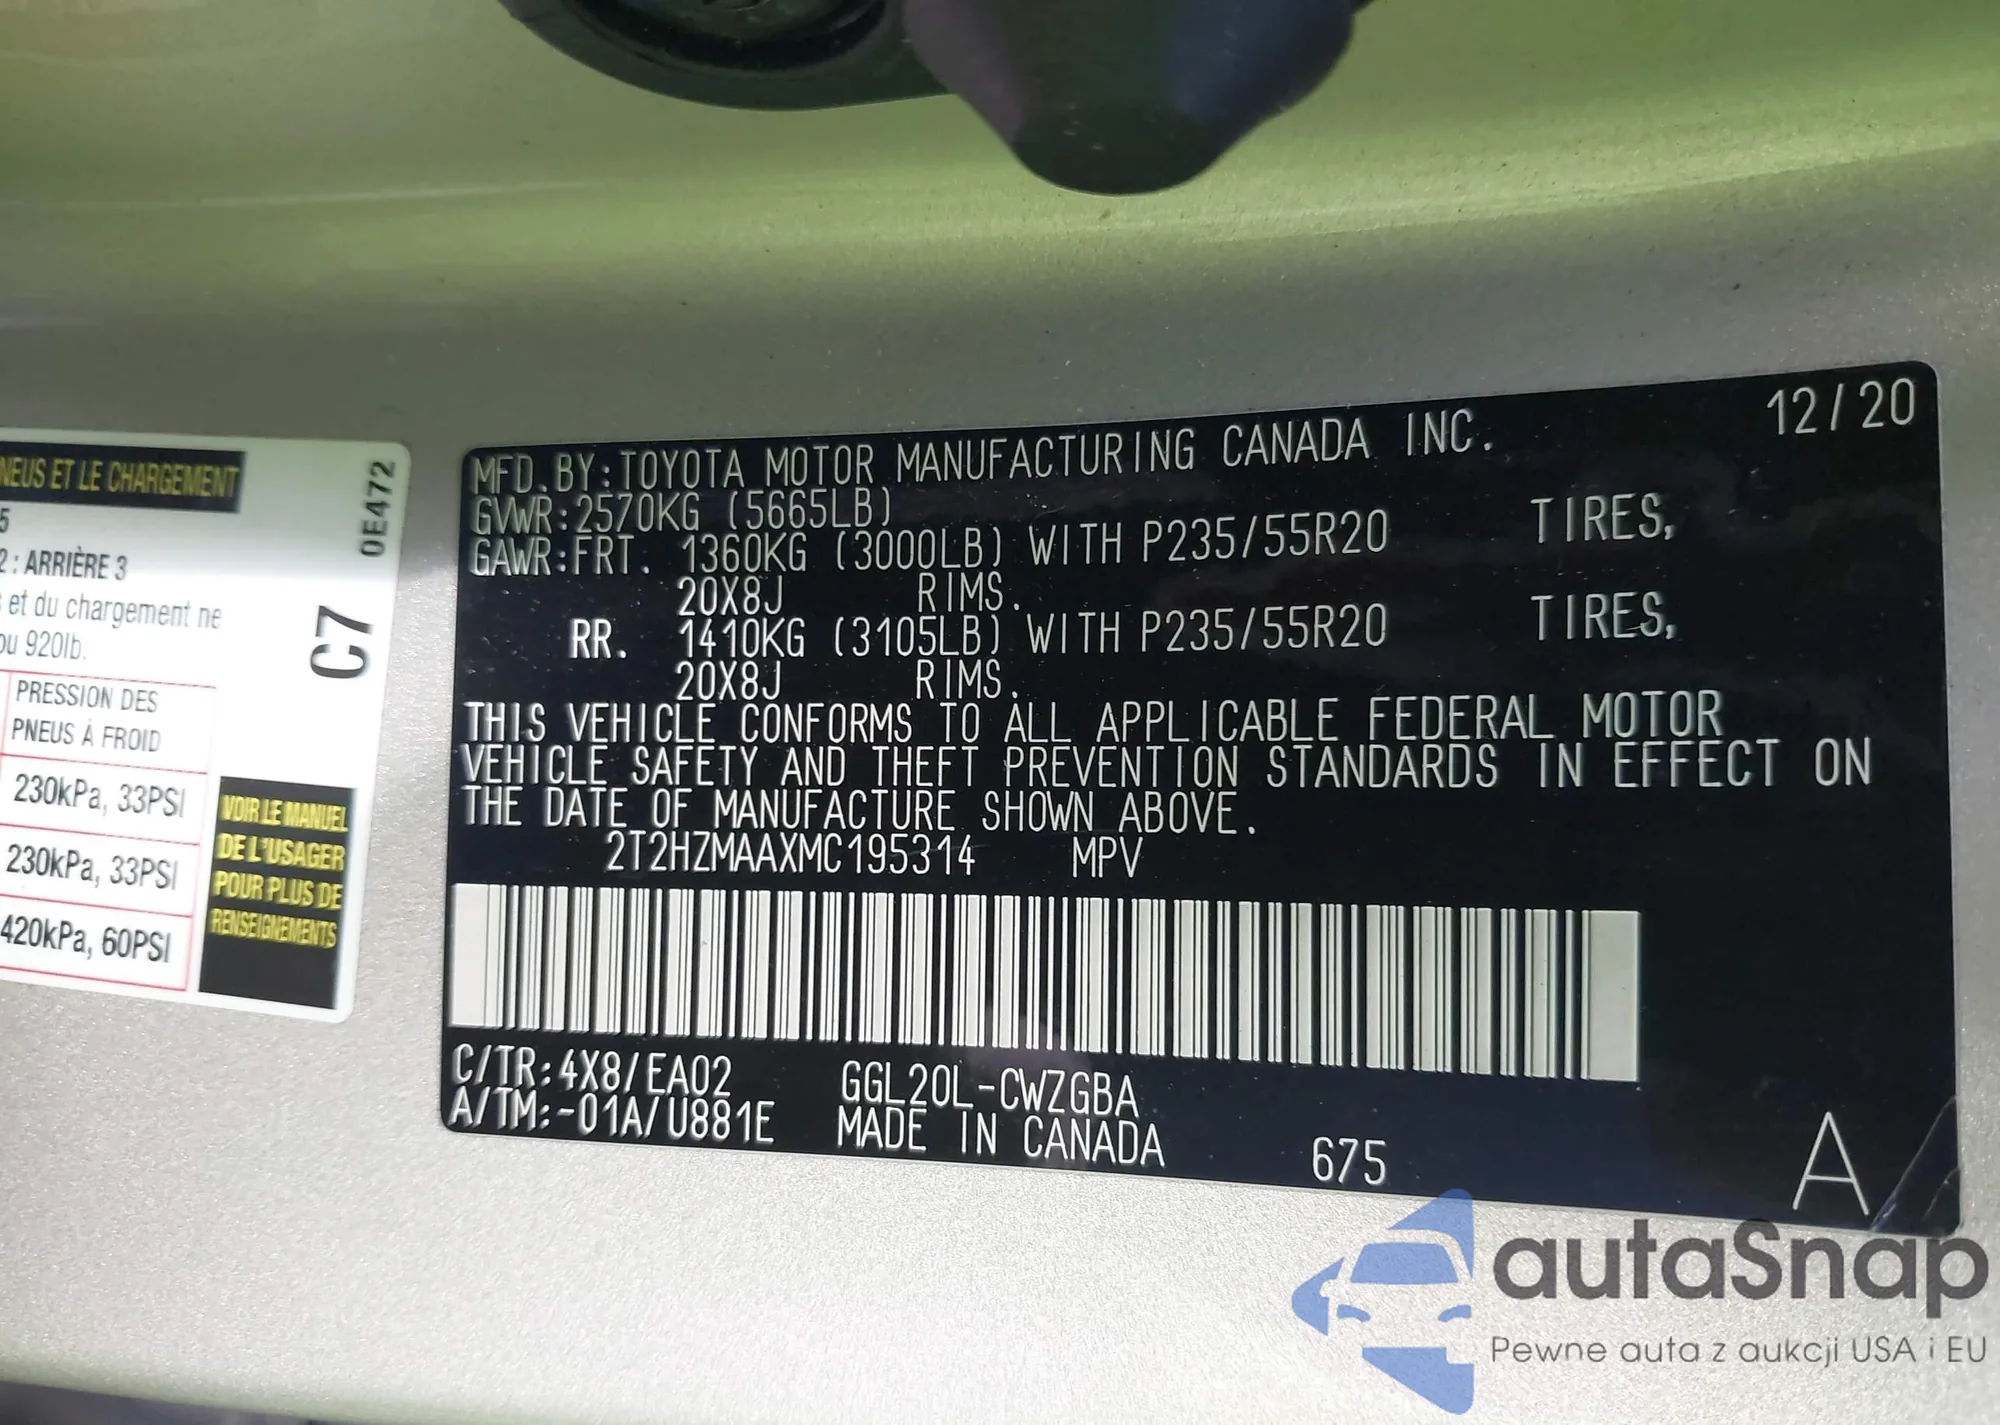 NEUS ET LE CHARGEMENT
5
2 : ARRIÈRE 3
et du chargement ne
ou 920lb.
PRESSION DES
PNEUS À FROID
230kPa, 33PSI
230kPa, 33PSI
420kPa, 60PSI
VOIR LE MANUEL
DE L'USAGER
POUR PLUS DE
RENSEIGNEMENTS
0E472
C7
12/20
MFD.BY:TOYOTA MOTOR MANUFACTURING CANADA INC.
GVWR:2570KG (5665LB)
GAWR:FRT. 1360KG (3000LB) WITH P235/55R20 TIRES,
20X8J RIMS.
RR. 1410KG (3105LB) WITH P235/55R20 TIRES,
20X8J RIMS.
THIS VEHICLE CONFORMS TO ALL APPLICABLE FEDERAL MOTOR
VEHICLE SAFETY AND THEFT PREVENTION STANDARDS IN EFFECT ON
THE DATE OF MANUFACTURE SHOWN ABOVE.
2T2HZMAAXMC195314 MPV
C/TR:4X8/EA02 GGL20L-CWZGBA
A/TM:-01A/U881E MADE IN CANADA 675 A
autaSnap
Pewne auta z aukcji USA i EU